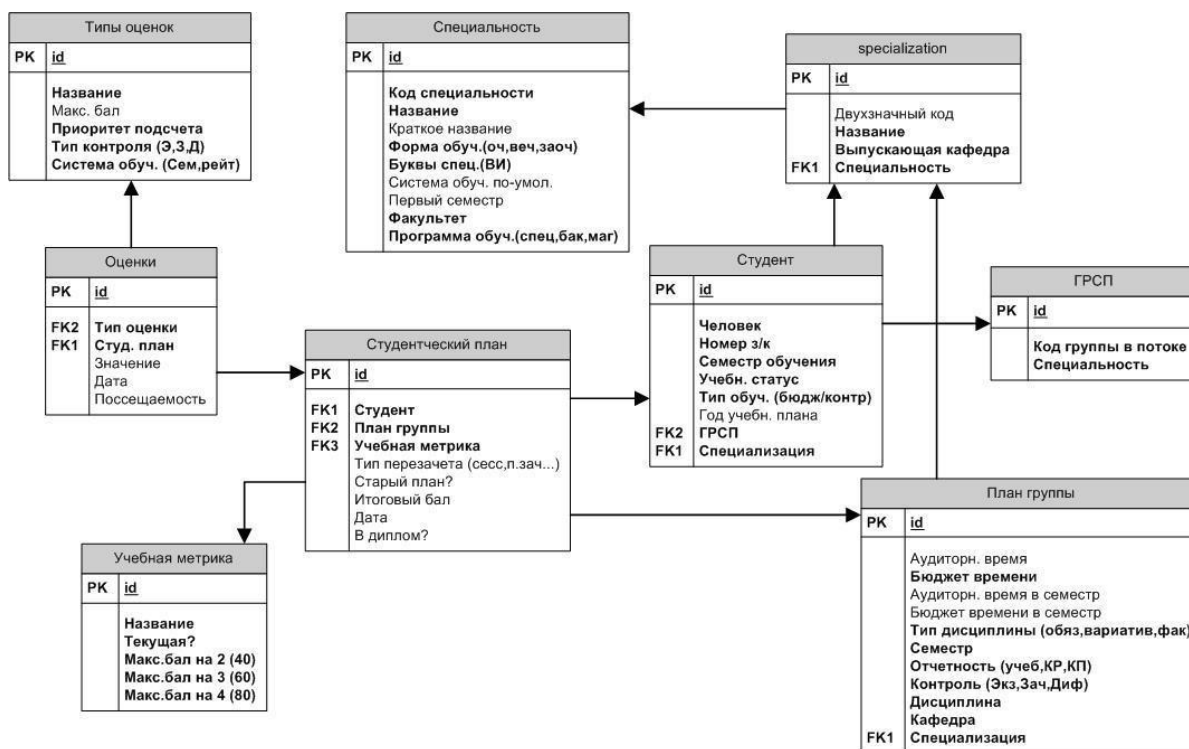 Типы оценок
PK id
Название
Макс. бал
Приоритет подсчета
Тип контроля (Э,З,Д)
Система обуч. (Сем,рейт)
Специальность
PK id
Код специальности
Название
Краткое название
Форма обуч.(оч,веч,заоч)
Буквы спец.(ВИ)
Система обуч. по-умол.
Первый семестр
Факультет
Программа обуч.(спец,бак,маг)
specialization
PK id
Двухзначный код
Название
Выпускающая кафедра
FK1 Специальность
Оценки
PK id
FK2 Тип оценки
FK1 Студ. план
Значение
Дата
Поссещаемость
Студентческий план
PK id
FK1 Студент
FK2 План группы
FK3 Учебная метрика
Тип перезачета (сесс,п.зач...)
Старый план?
Итоговый бал
Дата
В диплом?
Студент
PK id
Человек
Номер з/к
Семестр обучения
Учебн. статус
Тип обуч. (бюдж/контр)
Год учебн. плана
FK2 ГРСП
FK1 Специализация
ГРСП
PK id
Код группы в потоке
Специальность
Учебная метрика
PK id
Название
Текущая?
Макс.бал на 2 (40)
Макс.бал на 3 (60)
Макс.бал на 4 (80)
План группы
PK id
Аудиторн. время
Бюджет времени
Аудиторн. время в семестр
Бюджет времени в семестр
Тип дисциплины (обяз,вариатив,фак)
Семестр
Отчетность (учеб,КР,КП)
Контроль (Экз,Зач,Диф)
Дисциплина
Кафедра
FK1 Специализация